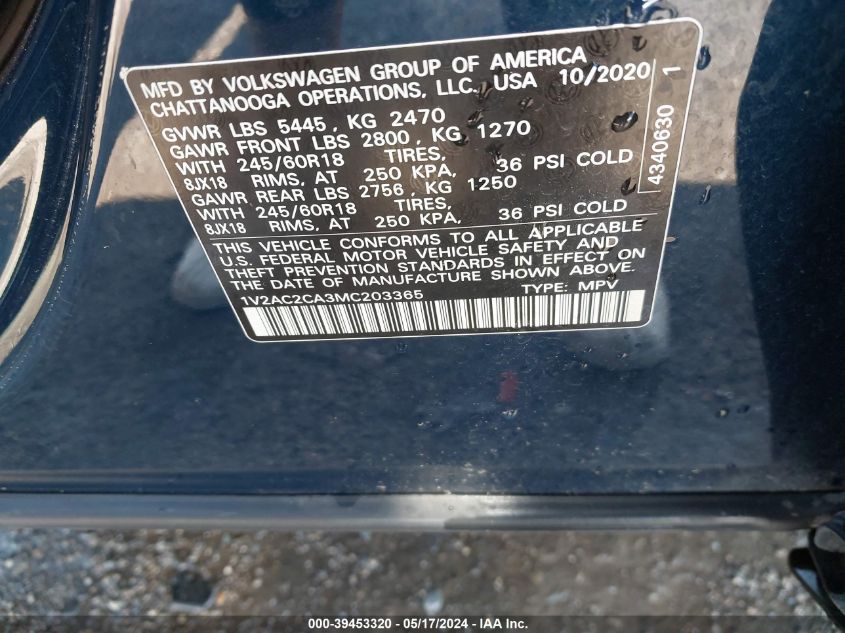 MFD BY VOLKSWAGEN GROUP OF AMERICA
CHATTANOOGA OPERATIONS, LLC., USA 10/2020
GVWR LBS 5445, KG 2470
GAWR FRONT LBS 2800, KG 1270
WITH 245/60R18 TIRES,
8JX18 RIMS, AT 250 KPA, 36 PSI COLD
GAWR REAR LBS 2756, KG 1250
WITH 245/60R18 TIRES,
8JX18 RIMS, AT 250 KPA, 36 PSI COLD
THIS VEHICLE CONFORMS TO ALL APPLICABLE
U.S. FEDERAL MOTOR VEHICLE SAFETY AND
THEFT PREVENTION STANDARDS IN EFFECT ON
THE DATE OF MANUFACTURE SHOWN ABOVE.
1V2AC2CA3MC203365 TYPE: MPV
4340630 1
000-39453320 - 05/17/2024 - IAA Inc.